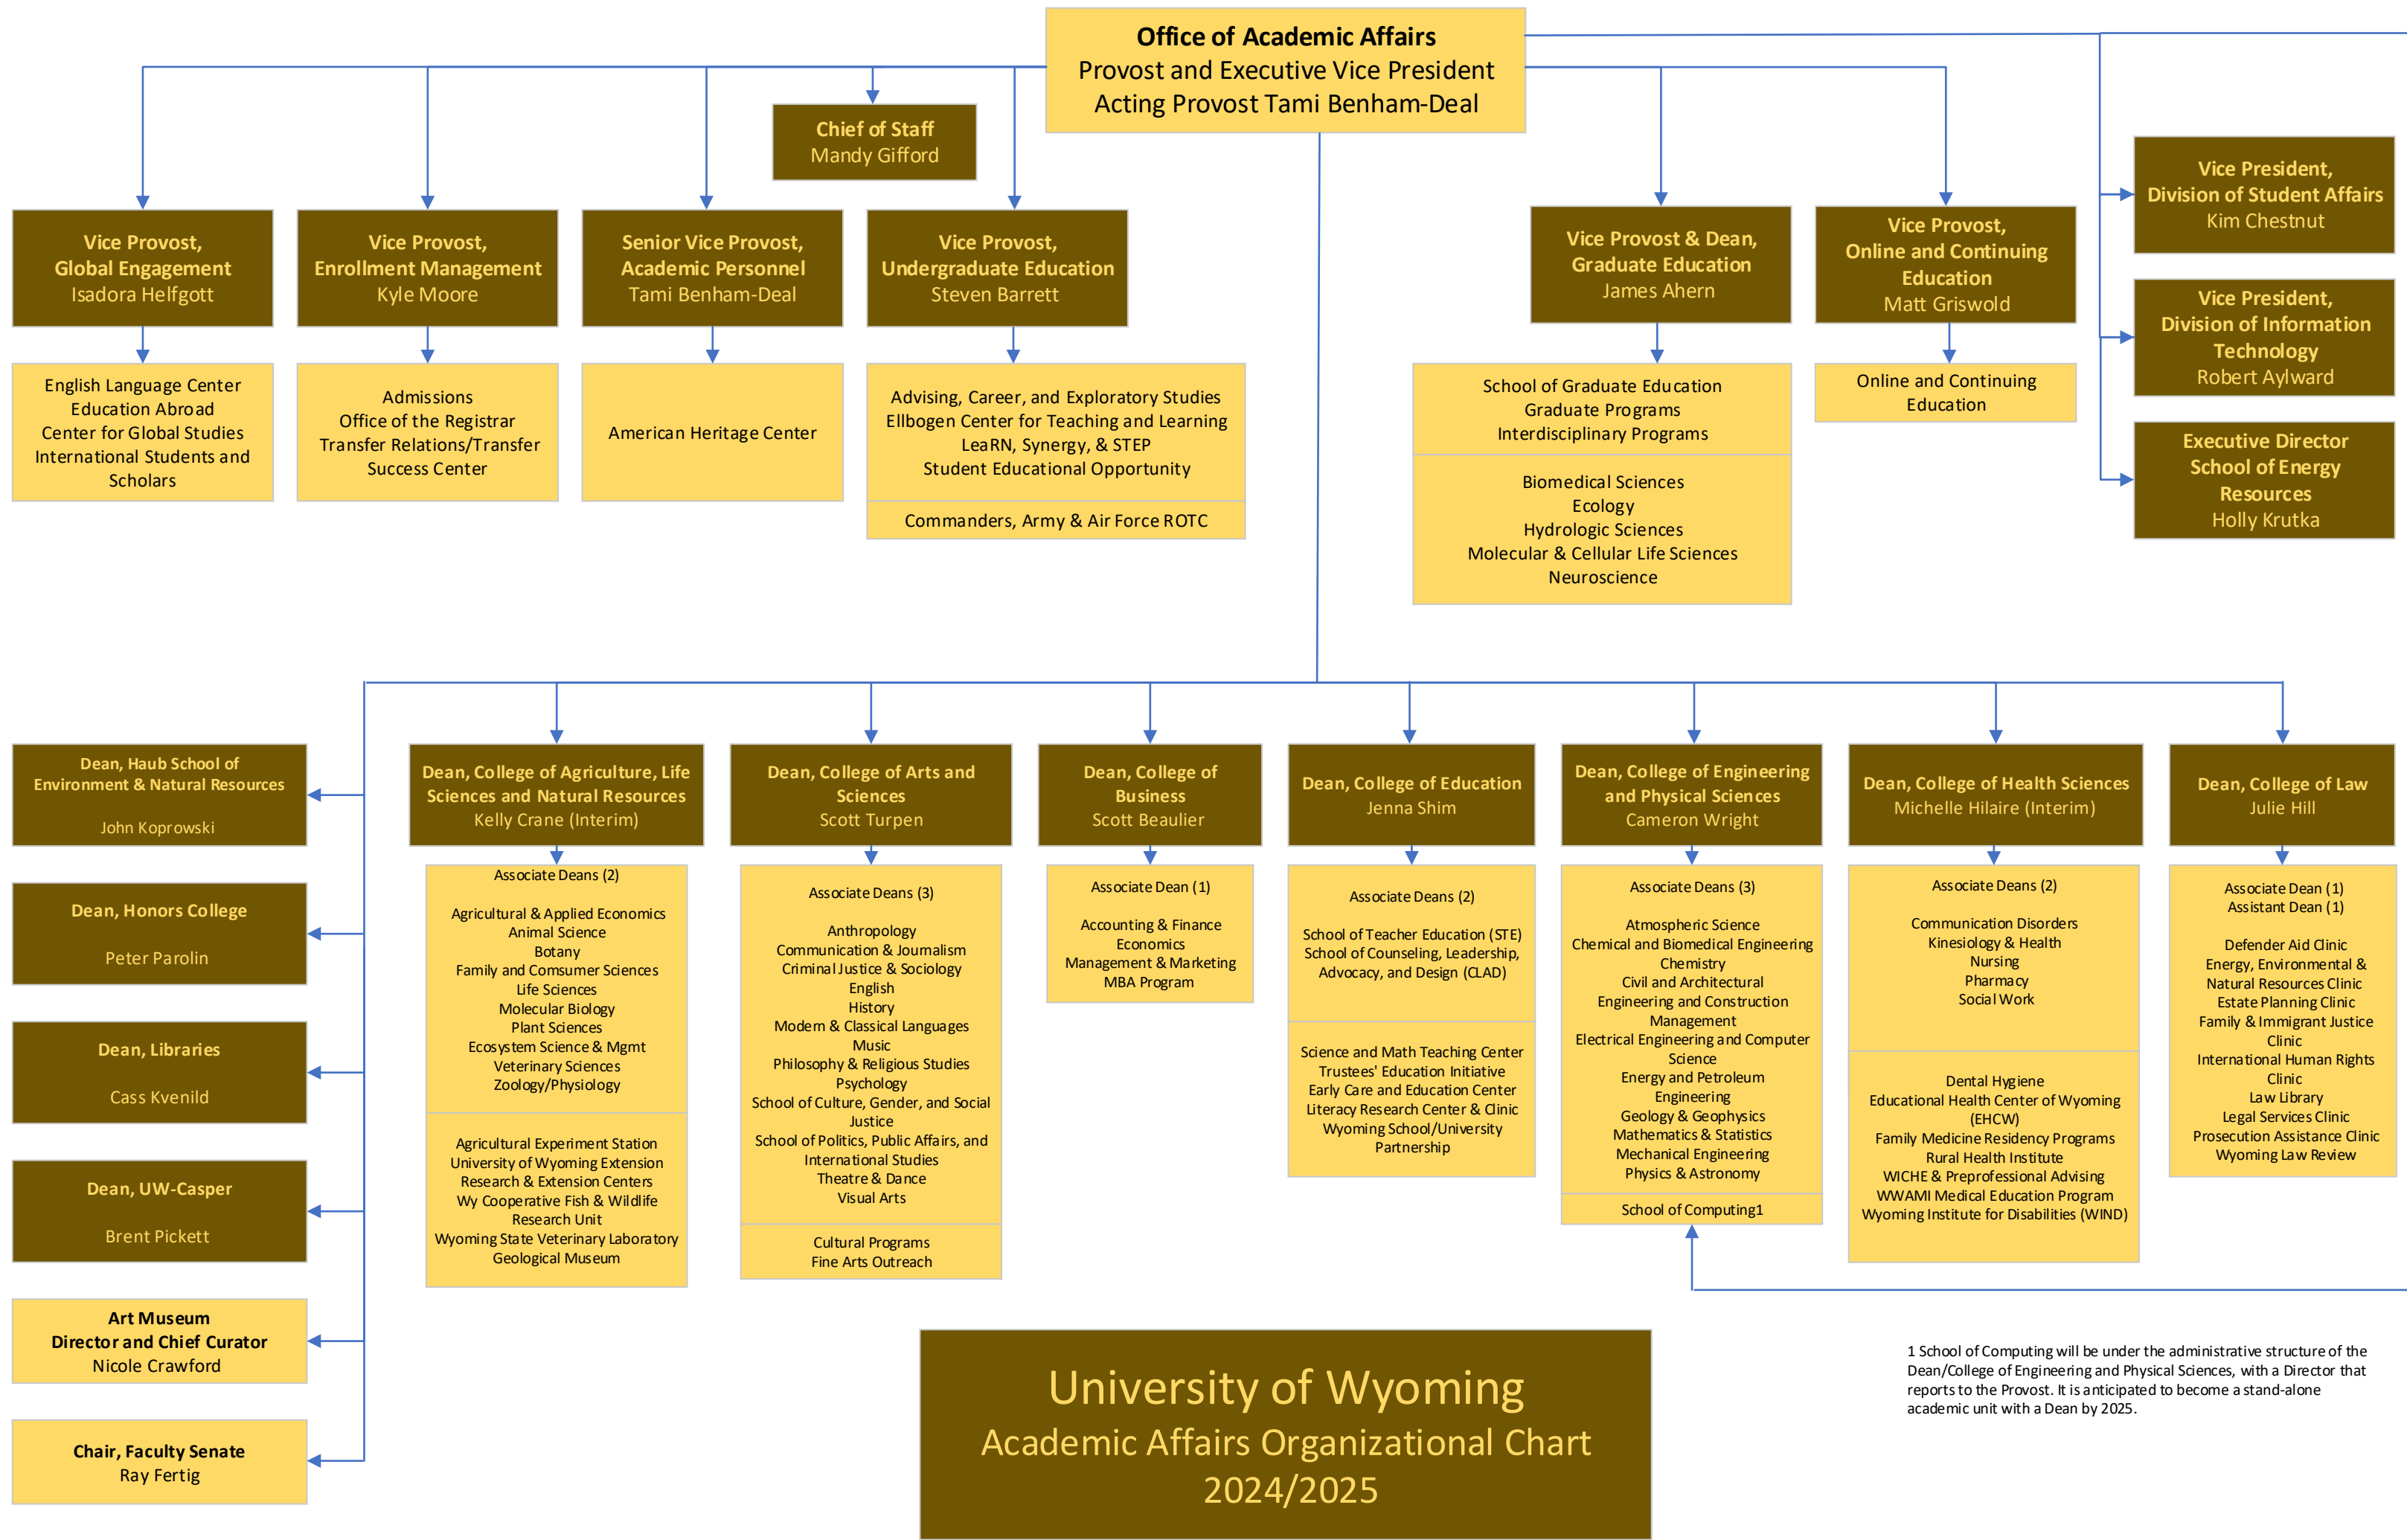 Office of Academic Affairs
Provost and Executive Vice President
Acting Provost Tami Benham-Deal
Chief of Staff
Mandy Gifford
Vice Provost,
Global Engagement
Isadora Helfgott
Vice Provost,
Enrollment Management
Kyle Moore
Senior Vice Provost,
Academic Personnel
Tami Benham-Deal
Vice Provost,
Undergraduate Education
Steven Barrett
Vice Provost & Dean,
Graduate Education
James Ahern
Vice Provost,
Online and Continuing
Education
Matt Griswold
Vice President,
Division of Student Affairs
Kim Chestnut
Vice President,
Division of Information
Technology
Robert Aylward
Executive Director
School of Energy
Resources
Holly Krutka
English Language Center
Education Abroad
Center for Global Studies
International Students and
Scholars
Admissions
Office of the Registrar
Transfer Relations/Transfer
Success Center
American Heritage Center
Advising, Career, and Exploratory Studies
Ellbogen Center for Teaching and Learning
LeaRN, Synergy, & STEP
Student Educational Opportunity
Commanders, Army & Air Force ROTC
School of Graduate Education
Graduate Programs
Interdisciplinary Programs
Biomedical Sciences
Ecology
Hydrologic Sciences
Molecular & Cellular Life Sciences
Neuroscience
Online and Continuing
Education
Dean, Haub School of
Environment & Natural Resources
John Koprowski
Dean, Honors College
Peter Parolin
Dean, Libraries
Cass Kvenild
Dean, UW-Casper
Brent Pickett
Art Museum
Director and Chief Curator
Nicole Crawford
Chair, Faculty Senate
Ray Fertig
Dean, College of Agriculture, Life
Sciences and Natural Resources
Kelly Crane (Interim)
Associate Deans (2)
Agricultural & Applied Economics
Animal Science
Botany
Family and Comsumer Sciences
Life Sciences
Molecular Biology
Plant Sciences
Ecosystem Science & Mgmt
Veterinary Sciences
Zoology/Physiology
Agricultural Experiment Station
University of Wyoming Extension
Research & Extension Centers
Wy Cooperative Fish & Wildlife
Research Unit
Wyoming State Veterinary Laboratory
Geological Museum
Dean, College of Arts and
Sciences
Scott Turpen
Associate Deans (3)
Anthropology
Communication & Journalism
Criminal Justice & Sociology
English
History
Modern & Classical Languages
Music
Philosophy & Religious Studies
Psychology
School of Culture, Gender, and Social
Justice
School of Politics, Public Affairs, and
International Studies
Theatre & Dance
Visual Arts
Cultural Programs
Fine Arts Outreach
Dean, College of
Business
Scott Beaulier
Associate Dean (1)
Accounting & Finance
Economics
Management & Marketing
MBA Program
Dean, College of Education
Jenna Shim
Associate Deans (2)
School of Teacher Education (STE)
School of Counseling, Leadership,
Advocacy, and Design (CLAD)
Science and Math Teaching Center
Trustees' Education Initiative
Early Care and Education Center
Literacy Research Center & Clinic
Wyoming School/University
Partnership
Dean, College of Engineering
and Physical Sciences
Cameron Wright
Associate Deans (3)
Atmospheric Science
Chemical and Biomedical Engineering
Chemistry
Civil and Architectural
Engineering and Construction
Management
Electrical Engineering and Computer
Science
Energy and Petroleum
Engineering
Geology & Geophysics
Mathematics & Statistics
Mechanical Engineering
Physics & Astronomy
School of Computing1
Dean, College of Health Sciences
Michelle Hilaire (Interim)
Associate Deans (2)
Communication Disorders
Kinesiology & Health
Nursing
Pharmacy
Social Work
Dental Hygiene
Educational Health Center of Wyoming
(EHCW)
Family Medicine Residency Programs
Rural Health Institute
WICHE & Preprofessional Advising
WWAMI Medical Education Program
Wyoming Institute for Disabilities (WIND)
Dean, College of Law
Julie Hill
Associate Dean (1)
Assistant Dean (1)
Defender Aid Clinic
Energy, Environmental &
Natural Resources Clinic
Estate Planning Clinic
Family & Immigrant Justice
Clinic
International Human Rights
Clinic
Law Library
Legal Services Clinic
Prosecution Assistance Clinic
Wyoming Law Review
University of Wyoming
Academic Affairs Organizational Chart
2024/2025
1 School of Computing will be under the administrative structure of the
Dean/College of Engineering and Physical Sciences, with a Director that
reports to the Provost. It is anticipated to become a stand-alone
academic unit with a Dean by 2025.